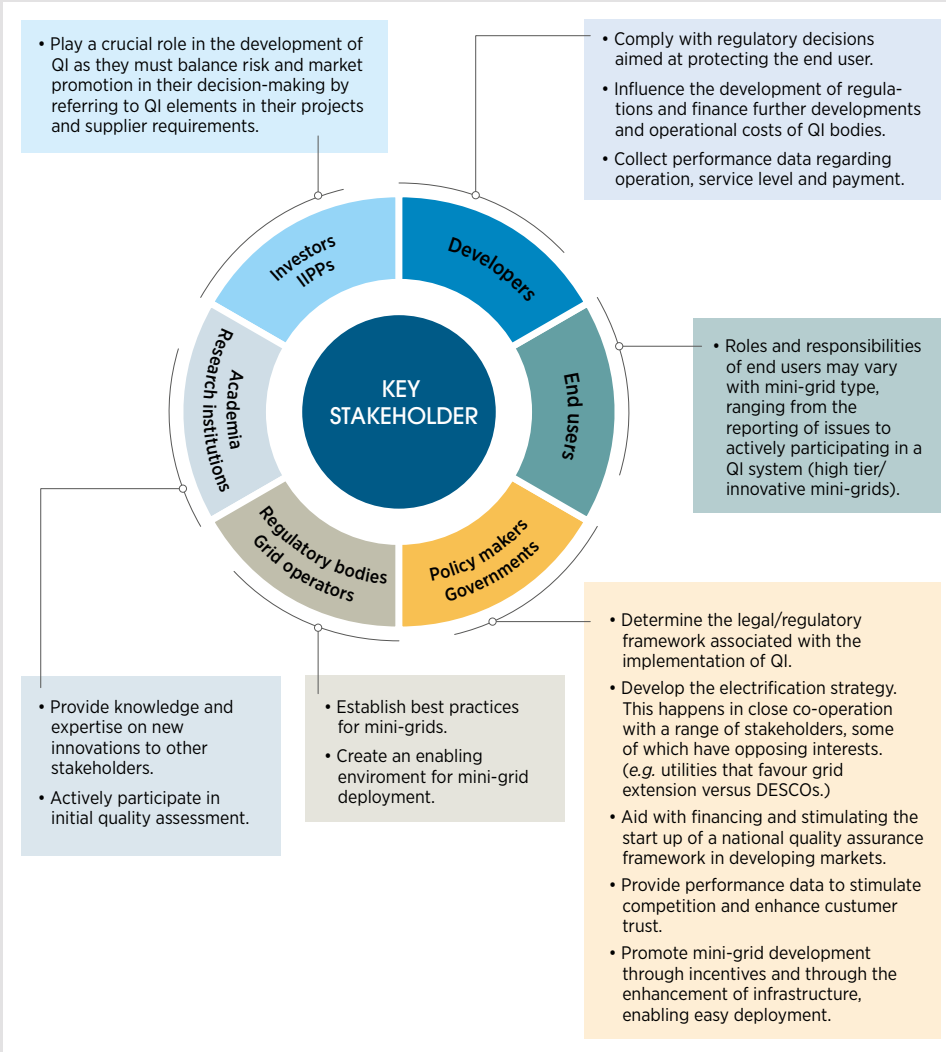 • Play a crucial role in the development of
QI as they must balance risk and market
promotion in their decision-making by
referring to QI elements in their projects
and supplier requirements.
• Comply with regulatory decisions
aimed at protecting the end user.
• Influence the development of regula-
tions and finance further developments
and operational costs of QI bodies.
• Collect performance data regarding
operation, service level and payment.
Investors
IIPPs
Developers
Academia
Research institutions
KEY
STAKEHOLDER
End users
• Roles and responsibilities
of end users may vary
with mini-grid type,
ranging from the
reporting of issues to
actively participating in a
QI system (high tier/
innovative mini-grids).
Regulatory bodies
Grid operators
Policy makers
Governments
• Provide knowledge and
expertise on new
innovations to other
stakeholders.
• Actively participate in
initial quality assessment.
• Establish best practices
for mini-grids.
• Create an enabling
enviroment for mini-grid
deployment.
• Determine the legal/regulatory
framework associated with the
implementation of QI.
• Develop the electrification strategy.
This happens in close co-operation
with a range of stakeholders, some
of which have opposing interests.
(e.g. utilities that favour grid
extension versus DESCOs.)
• Aid with financing and stimulating the
start up of a national quality assurance
framework in developing markets.
• Provide performance data to stimulate
competition and enhance custumer
trust.
• Promote mini-grid development
through incentives and through the
enhancement of infrastructure,
enabling easy deployment.